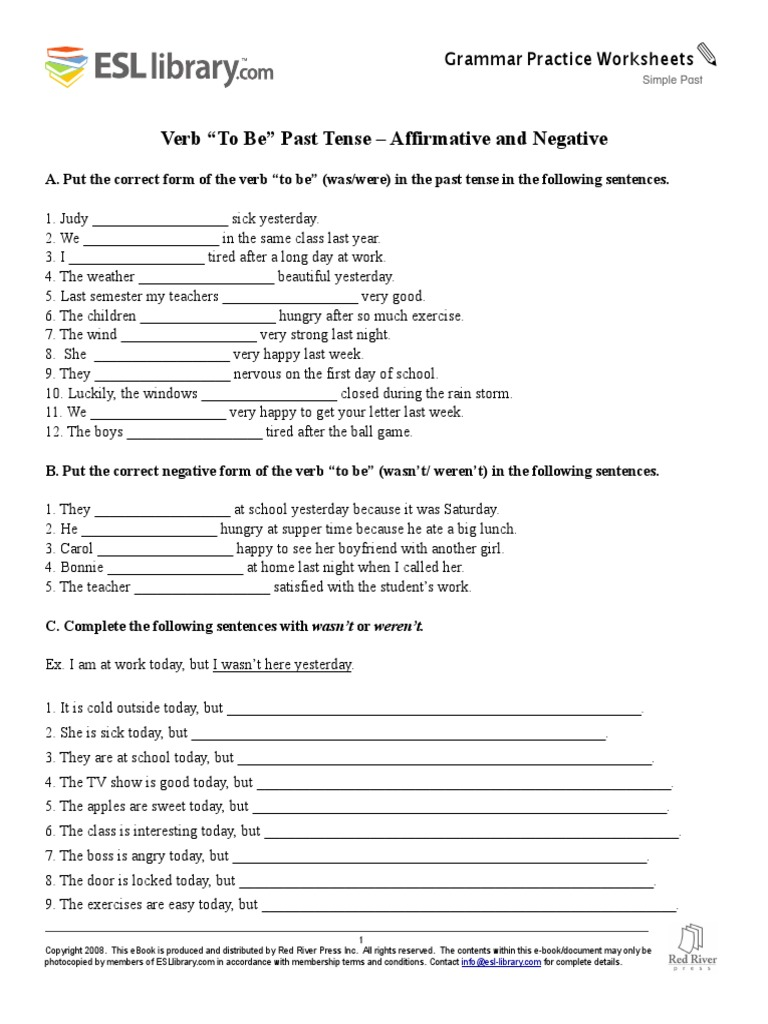 ESLlibrary.com™
Grammar Practice Worksheets
Simple Past
Verb “To Be” Past Tense – Affirmative and Negative
A. Put the correct form of the verb “to be” (was/were) in the past tense in the following sentences.
1. Judy ___________________ sick yesterday.
2. We ___________________ in the same class last year.
3. I ___________________ tired after a long day at work.
4. The weather ___________________ beautiful yesterday.
5. Last semester my teachers ___________________ very good.
6. The children ___________________ hungry after so much exercise.
7. The wind ___________________ very strong last night.
8. She ___________________ very happy last week.
9. They ___________________ nervous on the first day of school.
10. Luckily, the windows ___________________ closed during the rain storm.
11. We ___________________ very happy to get your letter last week.
12. The boys ___________________ tired after the ball game.
B. Put the correct negative form of the verb “to be” (wasn’t/ weren’t) in the following sentences.
1. They ___________________ at school yesterday because it was Saturday.
2. He ___________________ hungry at supper time because he ate a big lunch.
3. Carol ___________________ happy to see her boyfriend with another girl.
4. Bonnie ___________________ at home last night when I called her.
5. The teacher ___________________ satisfied with the student’s work.
C. Complete the following sentences with wasn’t or weren’t.
Ex. I am at work today, but I wasn’t here yesterday.
1. It is cold outside today, but ___________________.
2. She is sick today, but ___________________.
3. They are at school today, but ___________________.
4. The TV show is good today, but ___________________.
5. The apples are sweet today, but ___________________.
6. The class is interesting today, but ___________________.
7. The boss is angry today, but ___________________.
8. The door is locked today, but ___________________.
9. The exercises are easy today, but ___________________.
1
Copyright 2008. This eBook is produced and distributed by Red River Press Inc. All rights reserved. The contents within this e-book/document may only be
photocopied by members of ESLlibrary.com in accordance with membership terms and conditions. Contact info@esl-library.com for complete details.
Red River
press